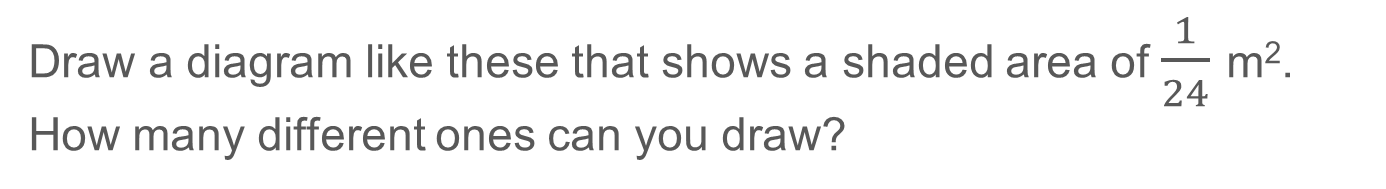 Draw a diagram like these that shows a shaded area of 1/24 m².
How many different ones can you draw?